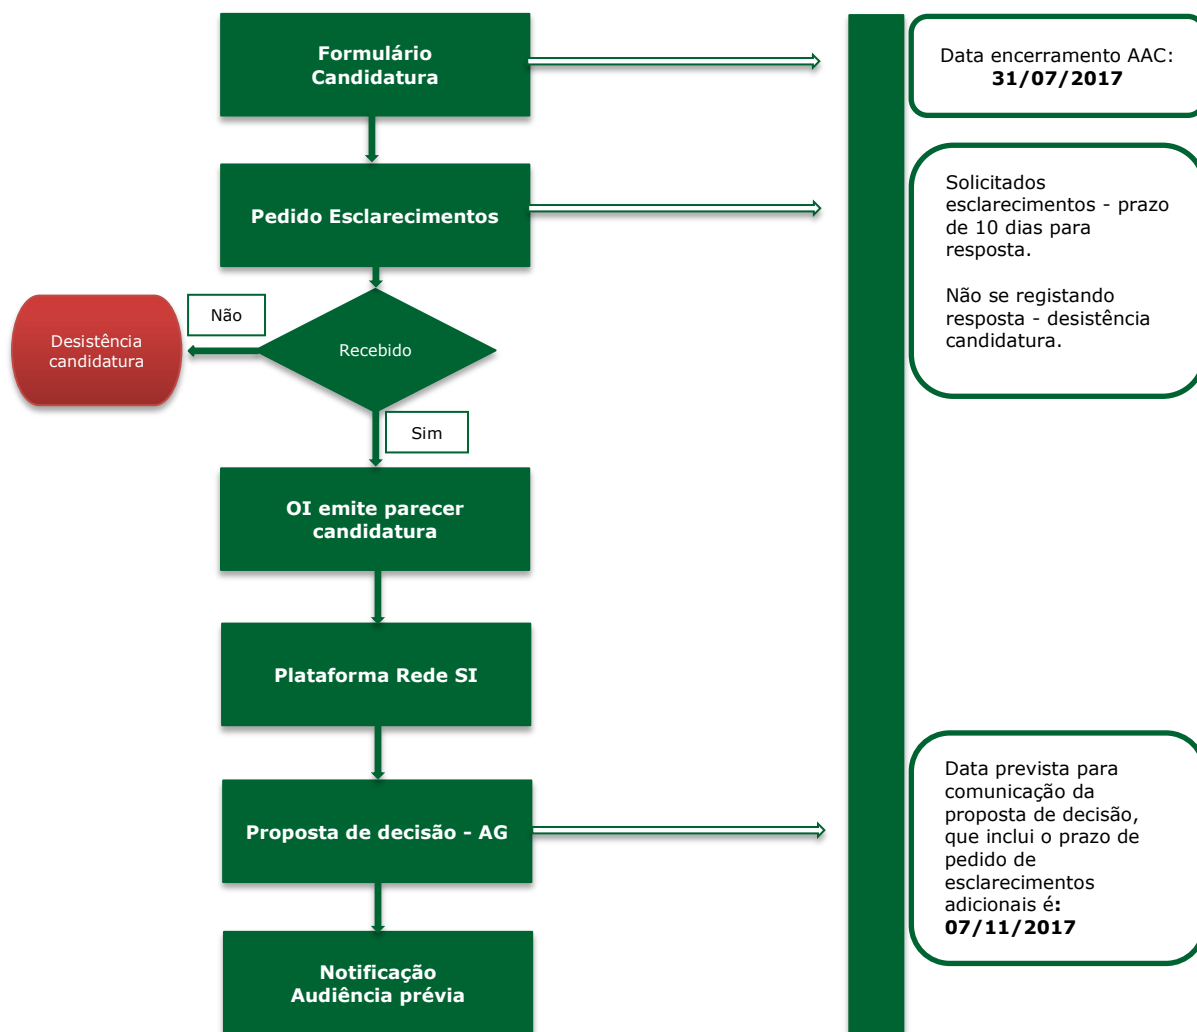 Formulário
Candidatura
Data encerramento AAC:
31/07/2017
Pedido Esclarecimentos
Solicitados
esclarecimentos - prazo
de 10 dias para
resposta.
Não se registando
resposta - desistência
candidatura.
Não
Desistência
candidatura
Recebido
Sim
OI emite parecer
candidatura
Plataforma Rede SI
Proposta de decisão - AG
Data prevista para
comunicação da
proposta de decisão,
que inclui o prazo de
pedido de
esclarecimentos
adicionais é:
07/11/2017
Notificação
Audiência prévia